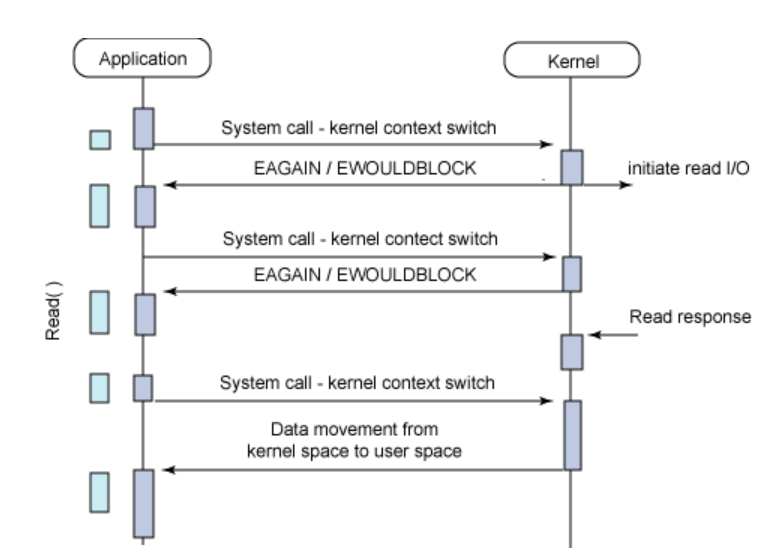 Application
Kernel
System call - kernel context switch
EAGAIN / EWOULDBLOCK
initiate read I/O
System call - kernel contect switch
EAGAIN / EWOULDBLOCK
Read( )
Read response
System call - kernel context switch
Data movement from
kernel space to user space